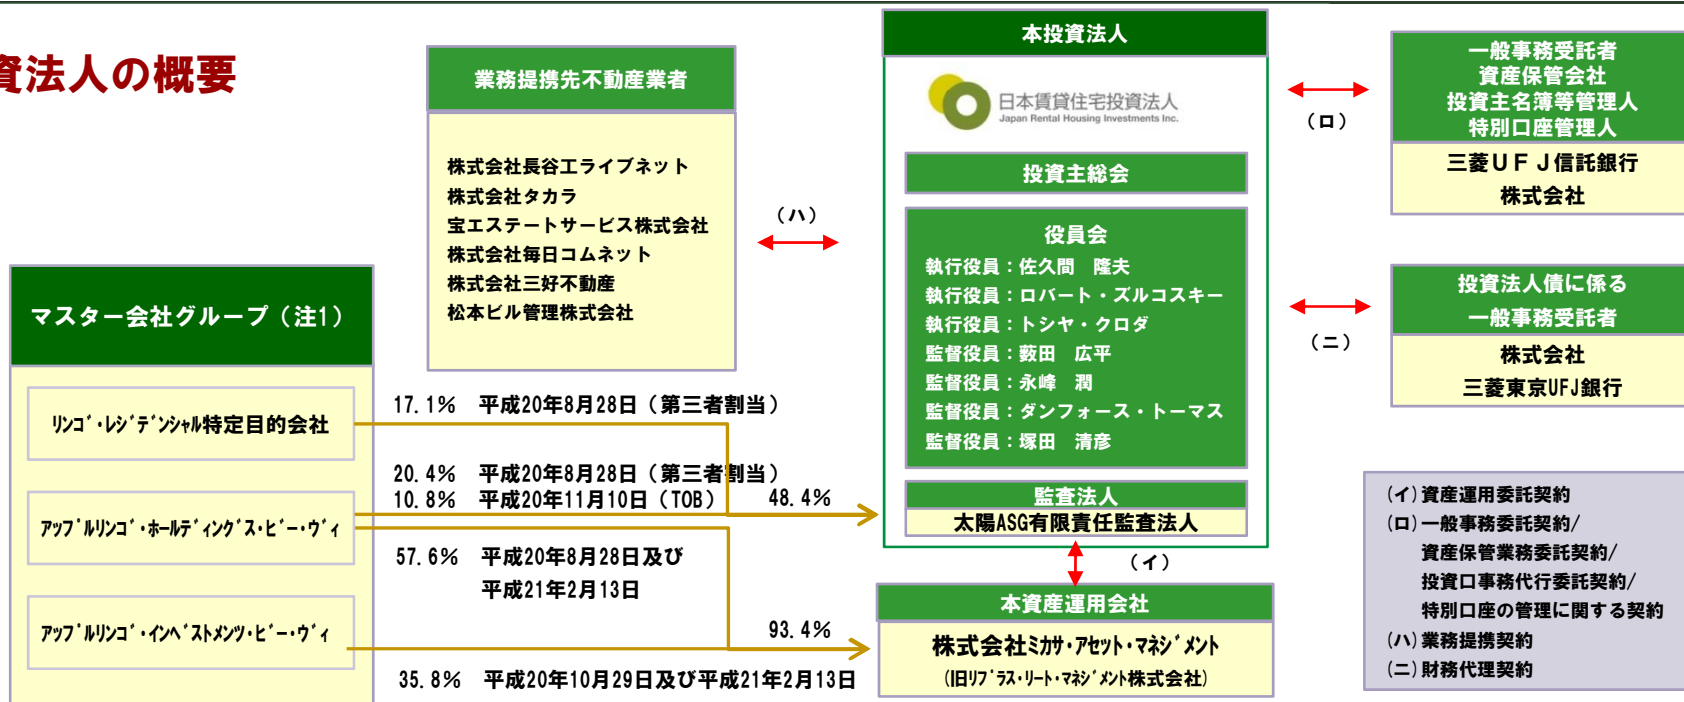 資法人の概要
業務提携先不動産業者
株式会社長谷工ライブネット
株式会社タカラ
宝エステートサービス株式会社
株式会社毎日コムネット
株式会社三好不動産
松本ビル管理株式会社
(ハ)
本投資法人
日本賃貸住宅投資法人
Japan Rental Housing Investments Inc.
投資主総会
役員会
執行役員：佐久間　隆夫
執行役員：ロバート・ズルコスキー
執行役員：トシヤ・クロダ
監督役員：薮田　広平
監督役員：永峰　潤
監督役員：ダンフォース・トーマス
監督役員：塚田　清彦
監査法人
太陽ASG有限責任監査法人
(イ)
本資産運用会社
株式会社ミカサ・アセット・マネジメント
(旧リプラス・リート・マネジメント株式会社)
(ロ)
一般事務受託者
資産保管会社
投資主名簿等管理人
特別口座管理人
三菱ＵＦＪ信託銀行
株式会社
(ニ)
投資法人債に係る
一般事務受託者
株式会社
三菱東京UFJ銀行
マスター会社グループ（注1）
リンゴ・レジデンシャル特定目的会社
アップルリンゴ・ホールディングス・ビー・ヴィ
アップルリンゴ・インベストメンツ・ビー・ヴィ
17.1%　平成20年8月28日（第三者割当）
20.4%　平成20年8月28日（第三者割当）
10.8%　平成20年11月10日（TOB）
48.4%
57.6%　平成20年8月28日及び
平成21年2月13日
93.4%
35.8%　平成20年10月29日及び平成21年2月13日
(イ)資産運用委託契約
(ロ)一般事務委託契約/
資産保管業務委託契約/
投資口事務代行委託契約/
特別口座の管理に関する契約
(ハ)業務提携契約
(ニ)財務代理契約